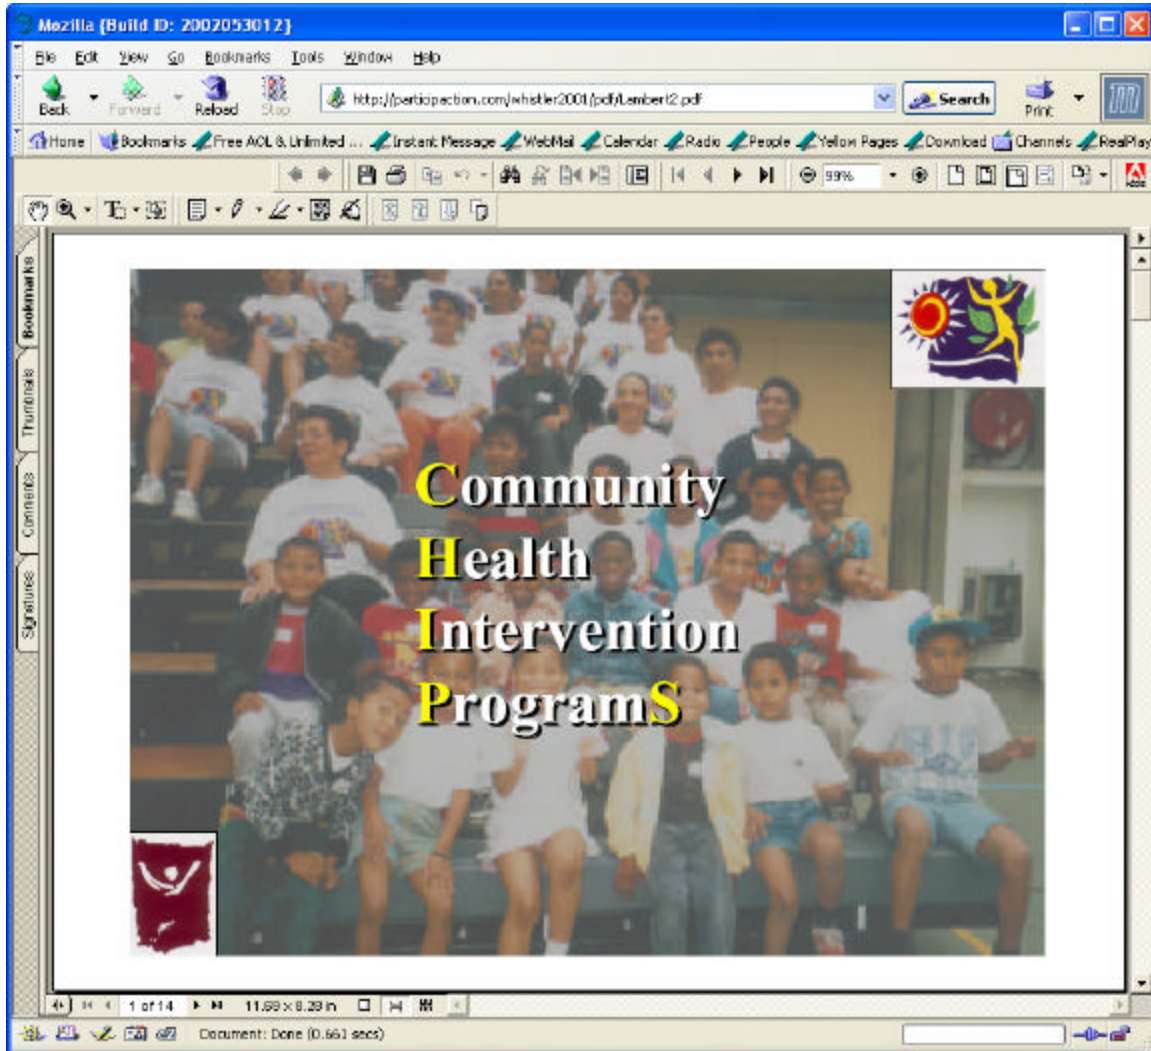 Mozilla {Build ID: 2002053012}
File Edit View Go Bookmarks Tools Window Help
Back Forward Reload Stop http://participaction.com/whistler2001/pdf/Lambert2.pdf Search Print
Home Bookmarks Free AOL & Unlimited ... Instant Message WebMail Calendar Radio People Yellow Pages Download Channels RealPlay
99%
Bookmarks
Thumbnails
Comments
Signatures
Community
Health
Intervention
ProgramS
1 of 14 11.69 x 8.28 in
Document: Done (0.661 secs)